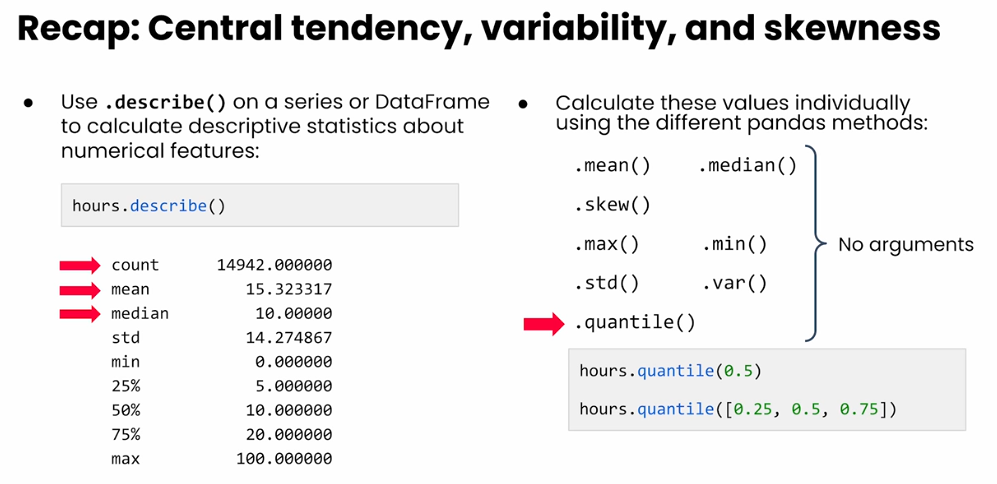 Recap: Central tendency, variability, and skewness
● Use .describe() on a series or DataFrame
to calculate descriptive statistics about
numerical features:
hours.describe()
count 14942.000000
mean 15.323317
median 10.00000
std 14.274867
min 0.000000
25% 5.000000
50% 10.000000
75% 20.000000
max 100.000000
● Calculate these values individually
using the different pandas methods:
.mean() .median()
.skew()
.max() .min()
.std() .var()
.quantile()
No arguments
hours.quantile(0.5)
hours.quantile([0.25, 0.5, 0.75])